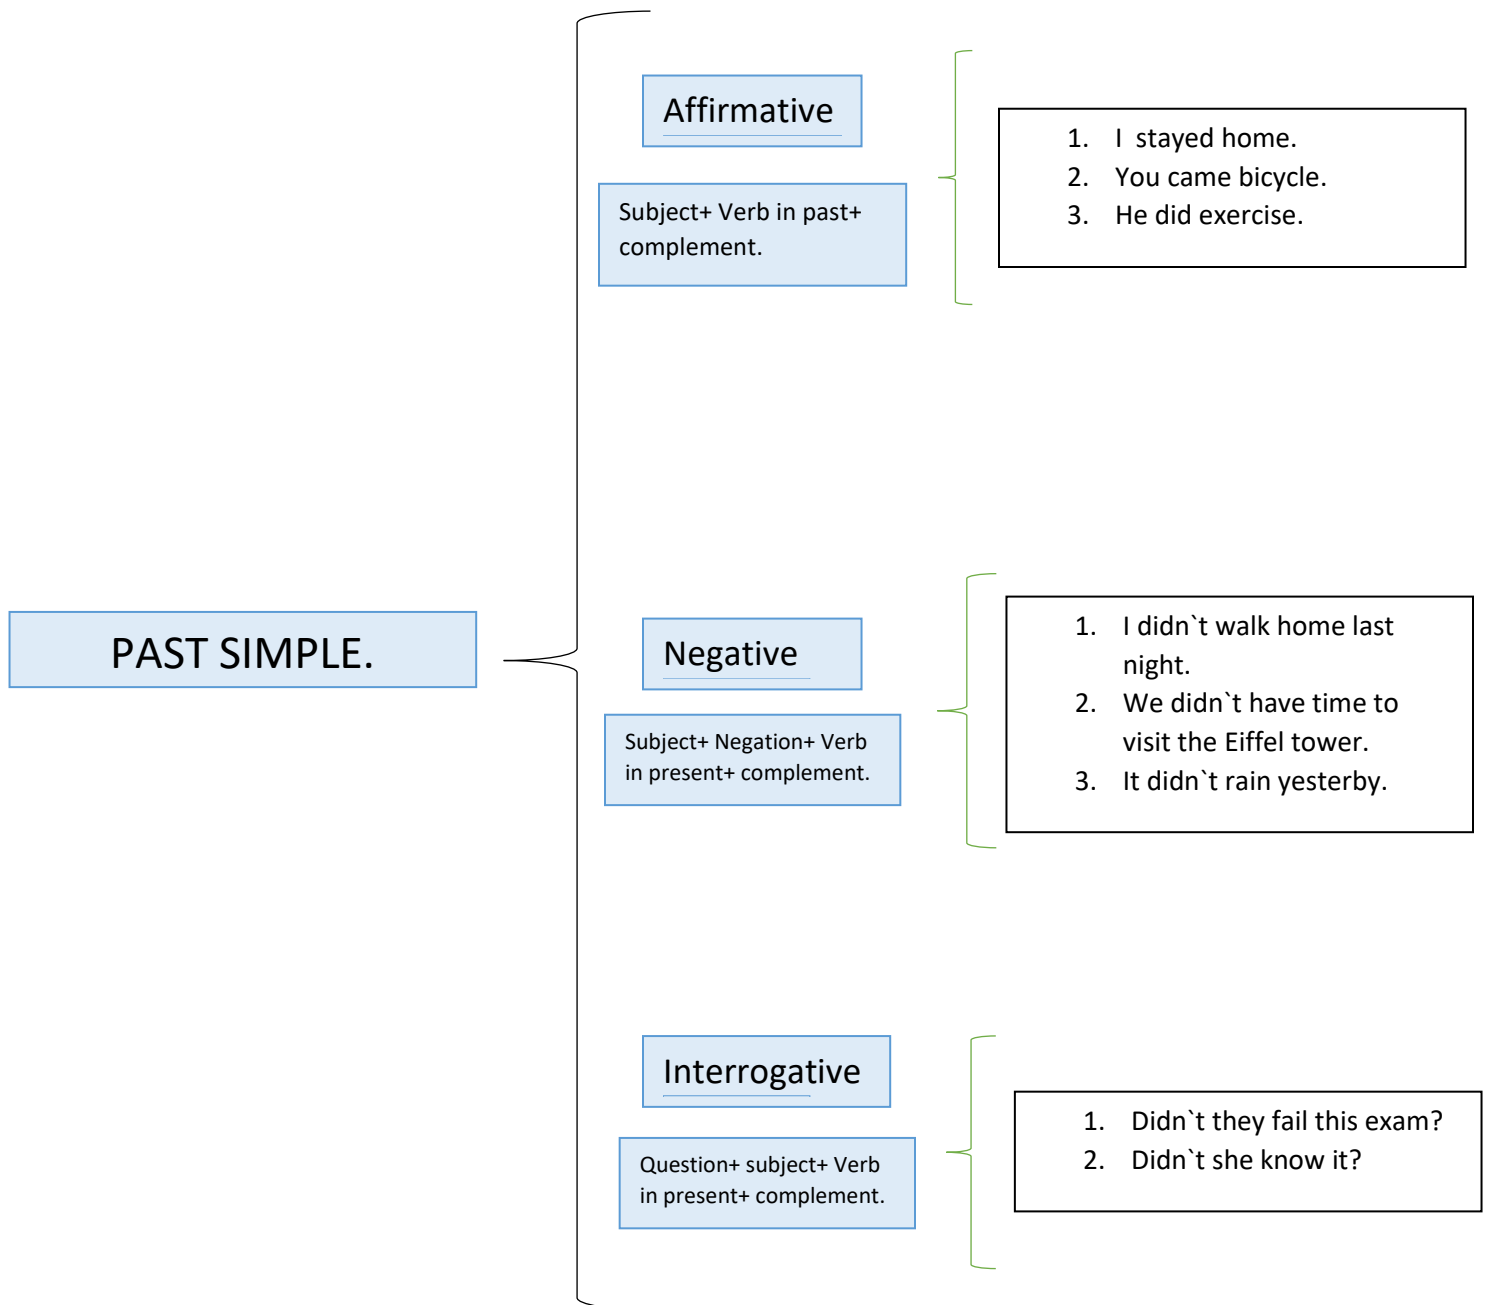 PAST SIMPLE.
Affirmative
Subject+ Verb in past+
complement.
1. I  stayed home.
2. You came bicycle.
3. He did exercise.
Negative
Subject+ Negation+ Verb
in present+ complement.
1. I didn`t walk home last
night.
2. We didn`t have time to
visit the Eiffel tower.
3. It didn`t rain yesterby.
Interrogative
Question+ subject+ Verb
in present+ complement.
1. Didn`t they fail this exam?
2. Didn`t she know it?